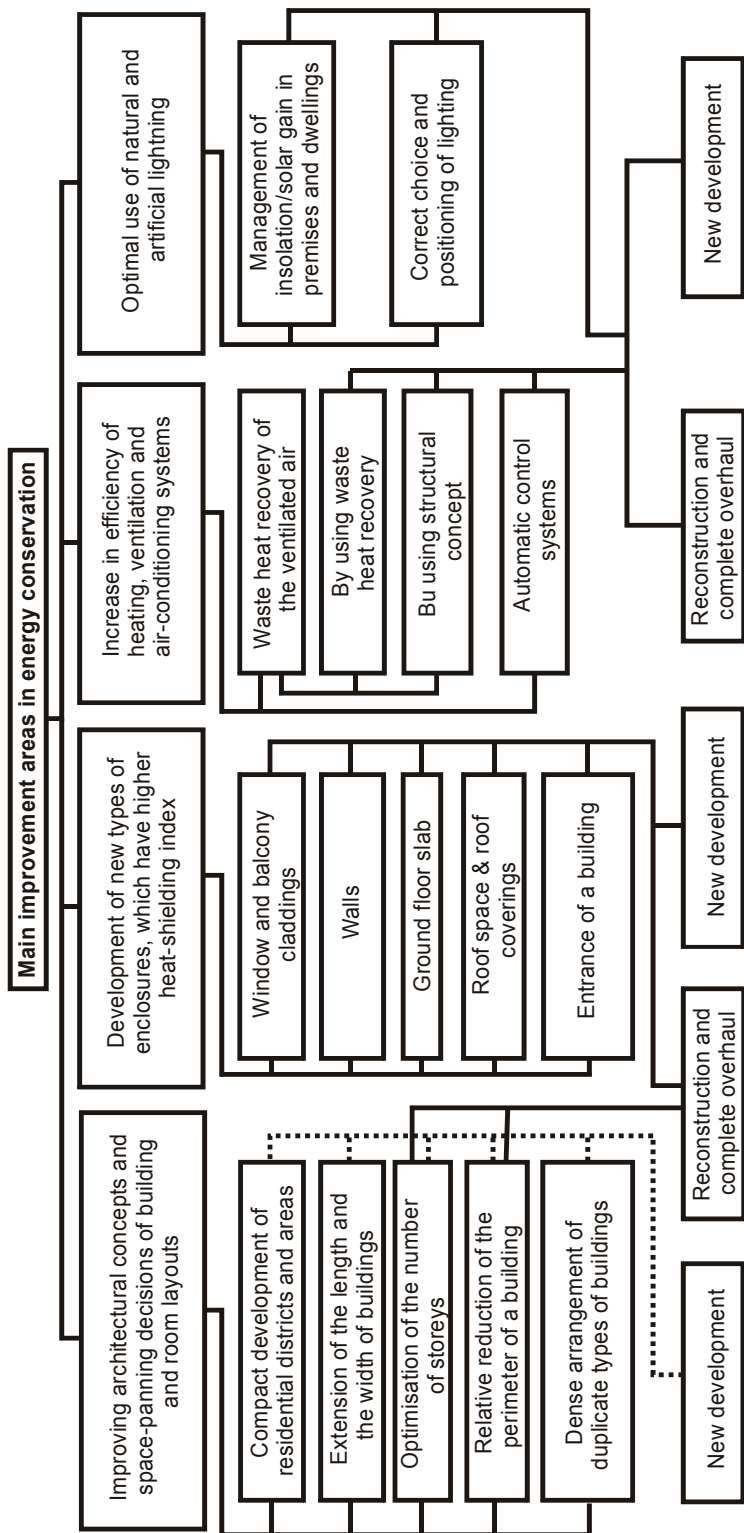 Main improvement areas in energy conservation
Improving architectural concepts and
space-panning decisions of building
and room layouts
Compact development of
residential districts and areas
Extension of the length and
the width of buildings
Optimisation of the number
of storeys
Relative reduction of the
perimeter of a building
Dense arrangement of
duplicate types of buildings
New development
Development of new types of
enclosures, which have higher
heat-shielding index
Window and balcony
claddings
Walls
Ground floor slab
Roof space & roof
coverings
Entrance of a building
Reconstruction and
complete overhaul
New development
Increase in efficiency of
heating, ventilation and
air-conditioning systems
Waste heat recovery of
the ventilated air
By using waste
heat recovery
Bu using structural
concept
Automatic control
systems
Reconstruction and
complete overhaul
Optimal use of natural and
artificial lightning
Management of
insolation/solar gain in
premises and dwellings
Correct choice and
positioning of lighting
New development